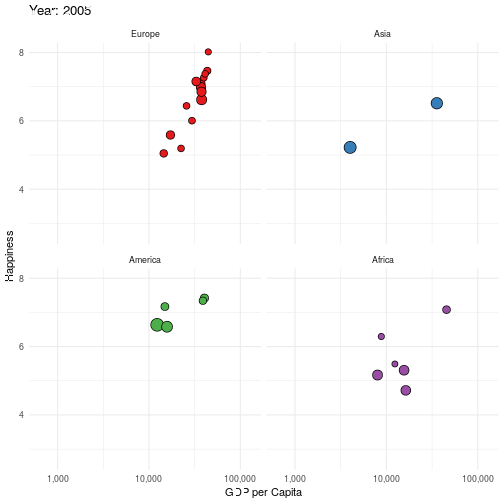 Year: 2005
Europe
Asia
8
6
4
Happiness
America
Africa
8
6
4
1,000
10,000
100,000
1,000
10,000
100,000
GDP per Capita